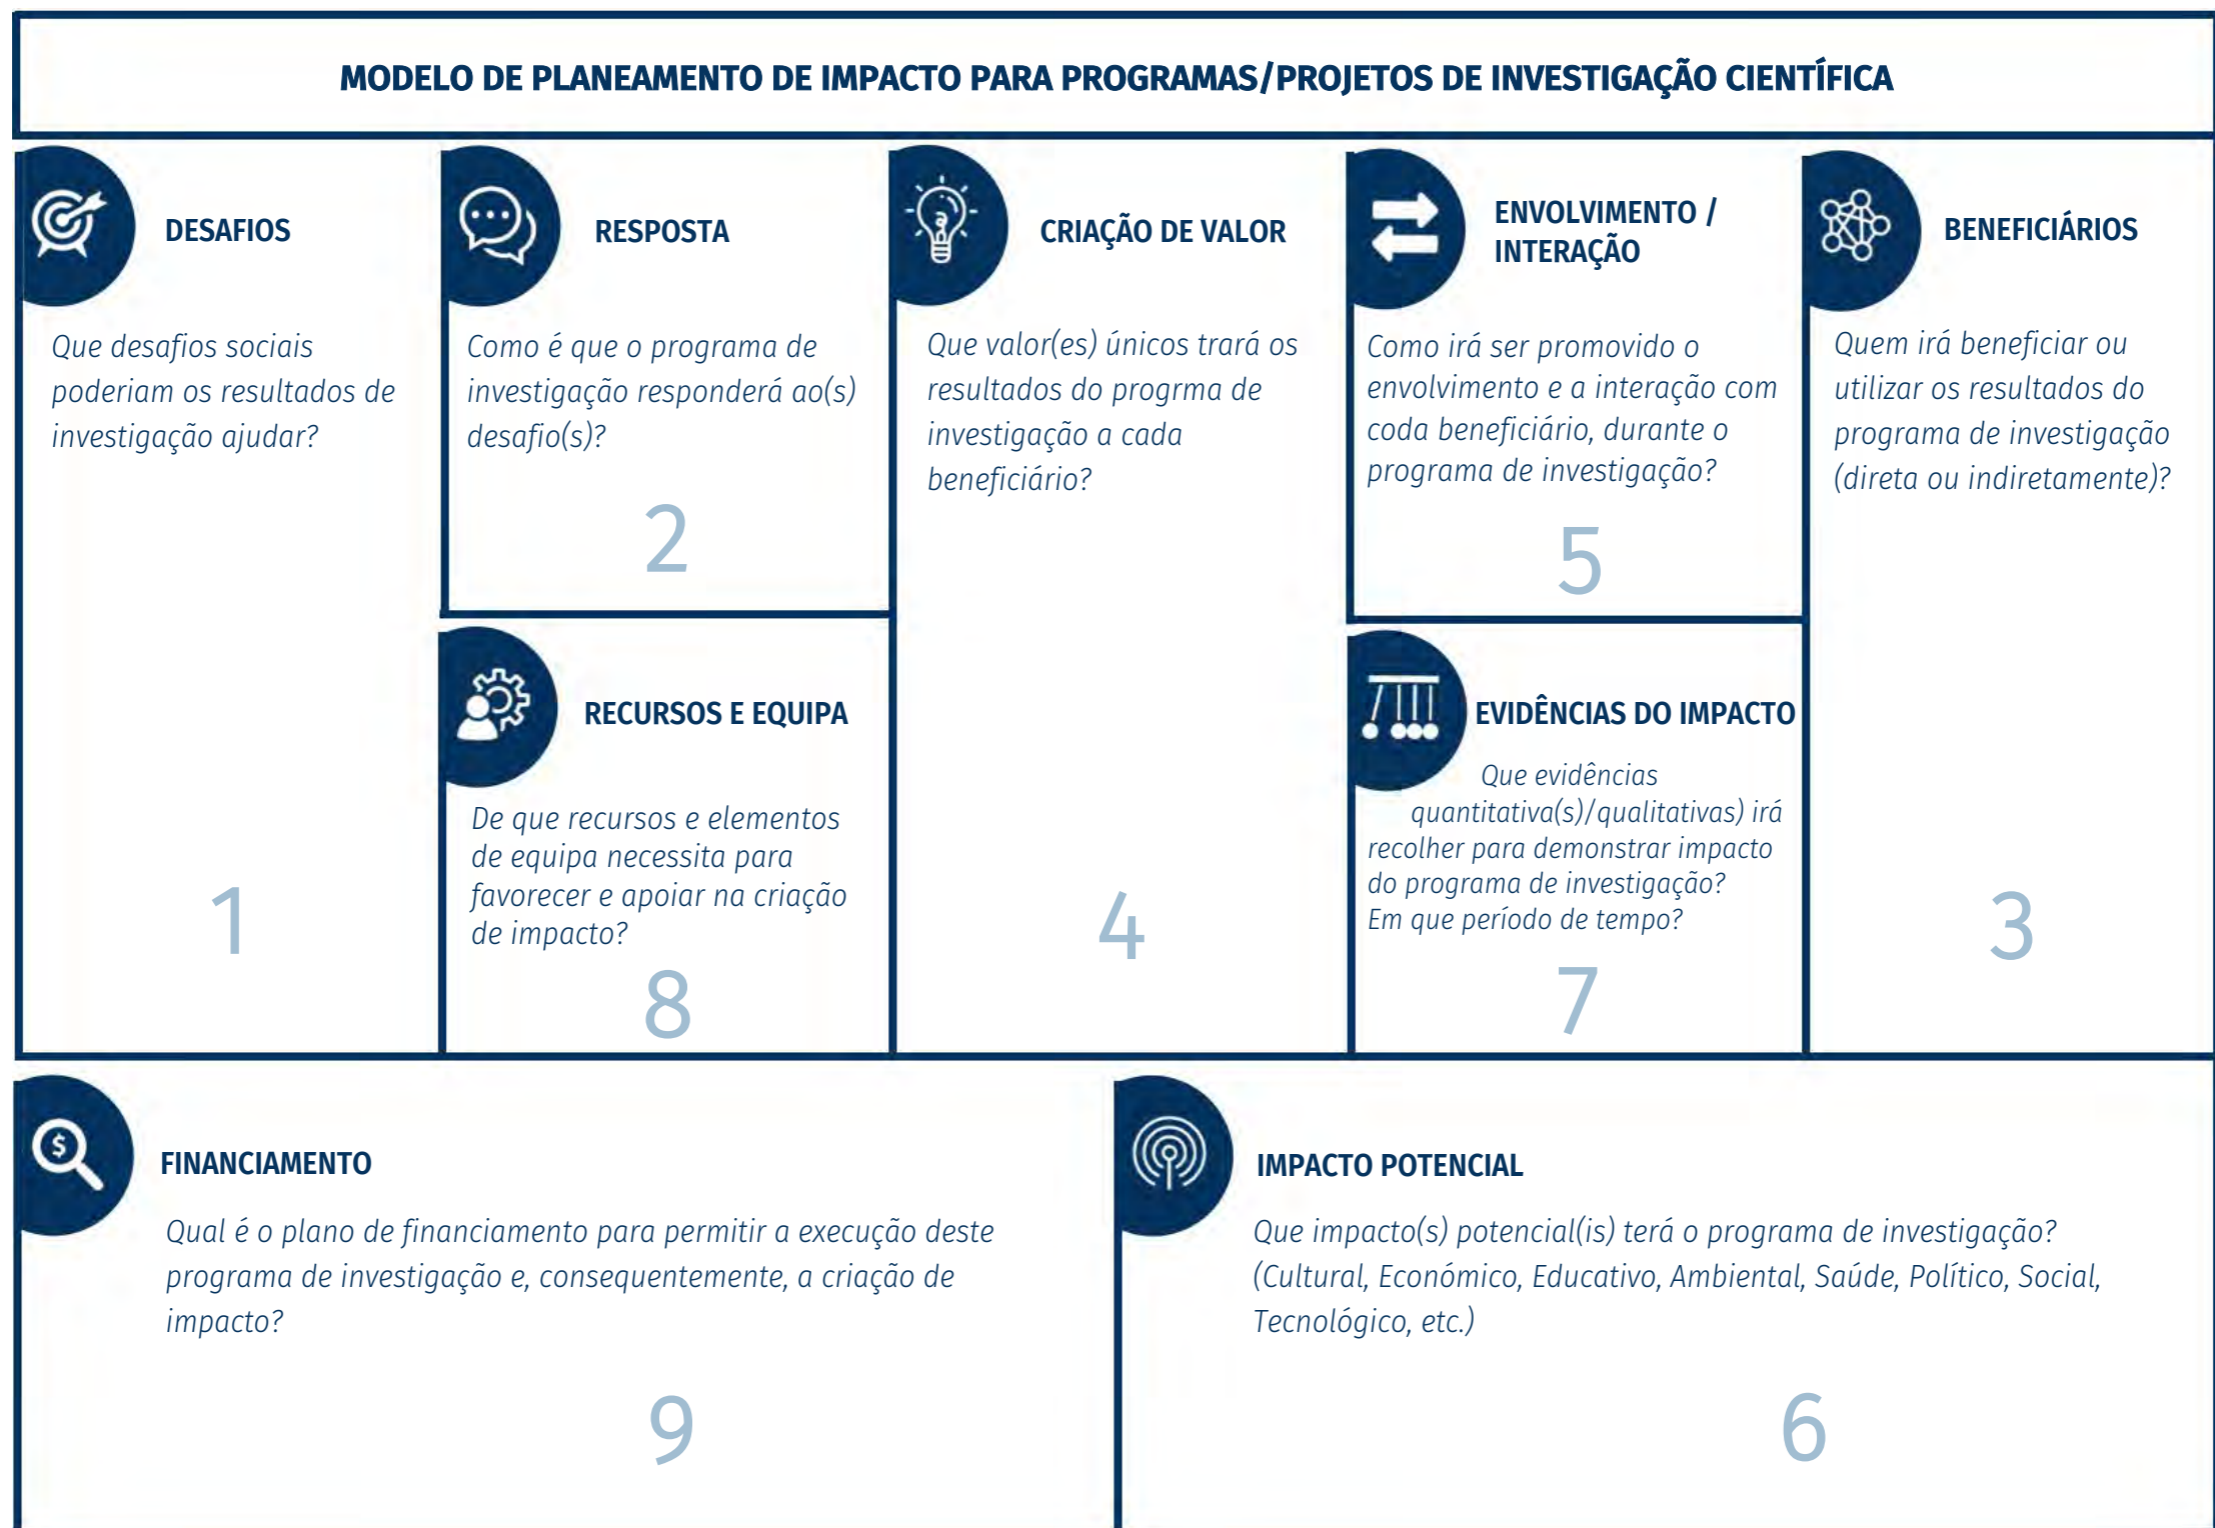 MODELO DE PLANEAMENTO DE IMPACTO PARA PROGRAMAS/PROJETOS DE INVESTIGAÇÃO CIENTÍFICA
DESAFIOS
Que desafios sociais
poderiam os resultados de
investigação ajudar?
1
RESPOSTA
Como é que o programa de
investigação responderá ao(s)
desafio(s)?
2
RECURSOS E EQUIPA
De que recursos e elementos
de equipa necessita para
favorecer e apoiar na criação
de impacto?
8
CRIAÇÃO DE VALOR
Que valor(es) únicos trará os
resultados do progrma de
investigação a cada
beneficiário?
4
ENVOLVIMENTO /
INTERAÇÃO
Como irá ser promovido o
envolvimento e a interação com
coda beneficiário, durante o
programa de investigação?
5
EVIDÊNCIAS DO IMPACTO
Que evidências
quantitativa(s)/qualitativas) irá
recolher para demonstrar impacto
do programa de investigação?
Em que período de tempo?
7
BENEFICIÁRIOS
Quem irá beneficiar ou
utilizar os resultados do
programa de investigação
(direta ou indiretamente)?
3
$
FINANCIAMENTO
Qual é o plano de financiamento para permitir a execução deste
programa de investigação e, consequentemente, a criação de
impacto?
9
IMPACTO POTENCIAL
Que impacto(s) potencial(is) terá o programa de investigação?
(Cultural, Económico, Educativo, Ambiental, Saúde, Político, Social,
Tecnológico, etc.)
6